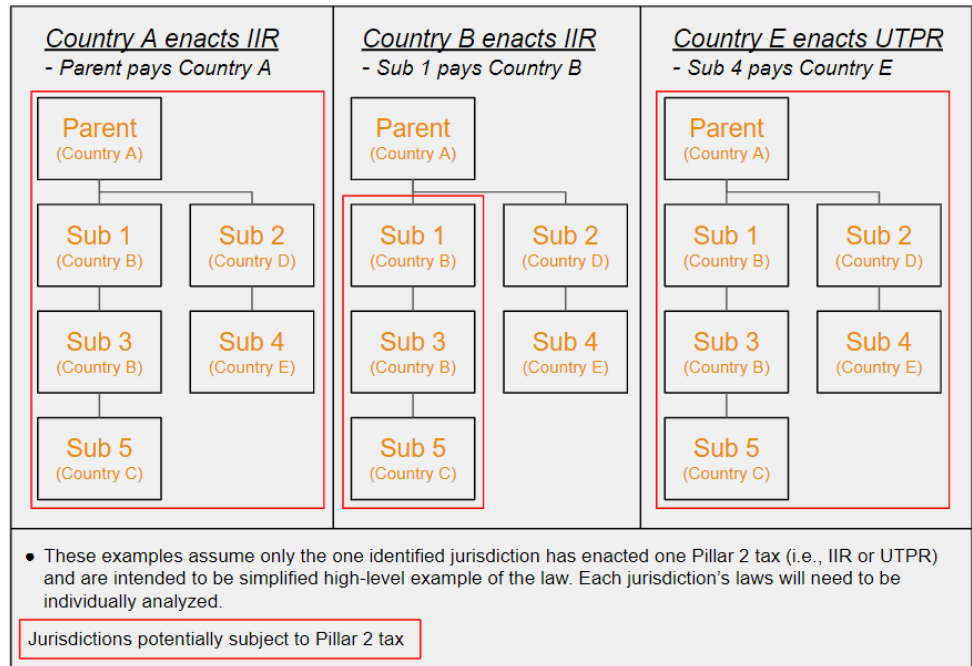 Country A enacts IIR
- Parent pays Country A
Parent
(Country A)
Sub 1
(Country B)
Sub 2
(Country D)
Sub 3
(Country B)
Sub 4
(Country E)
Sub 5
(Country C)
Country B enacts IIR
- Sub 1 pays Country B
Parent
(Country A)
Sub 1
(Country B)
Sub 2
(Country D)
Sub 3
(Country B)
Sub 4
(Country E)
Sub 5
(Country C)
Country E enacts UTPR
- Sub 4 pays Country E
Parent
(Country A)
Sub 1
(Country B)
Sub 2
(Country D)
Sub 3
(Country B)
Sub 4
(Country E)
Sub 5
(Country C)
● These examples assume only the one identified jurisdiction has enacted one Pillar 2 tax (i.e., IIR or UTPR)
and are intended to be simplified high-level example of the law. Each jurisdiction's laws will need to be
individually analyzed.
Jurisdictions potentially subject to Pillar 2 tax